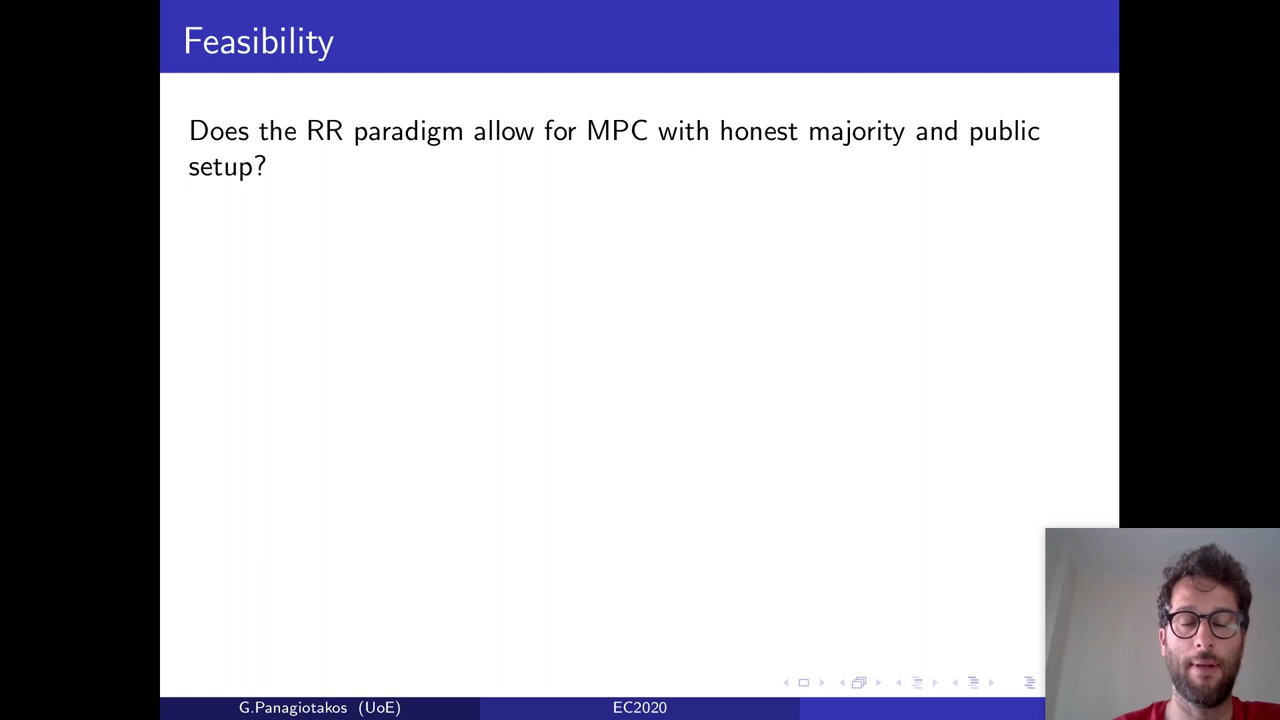 Feasibility
Does the RR paradigm allow for MPC with honest majority and public
setup?
G.Panagiotakos (UoE)
EC2020